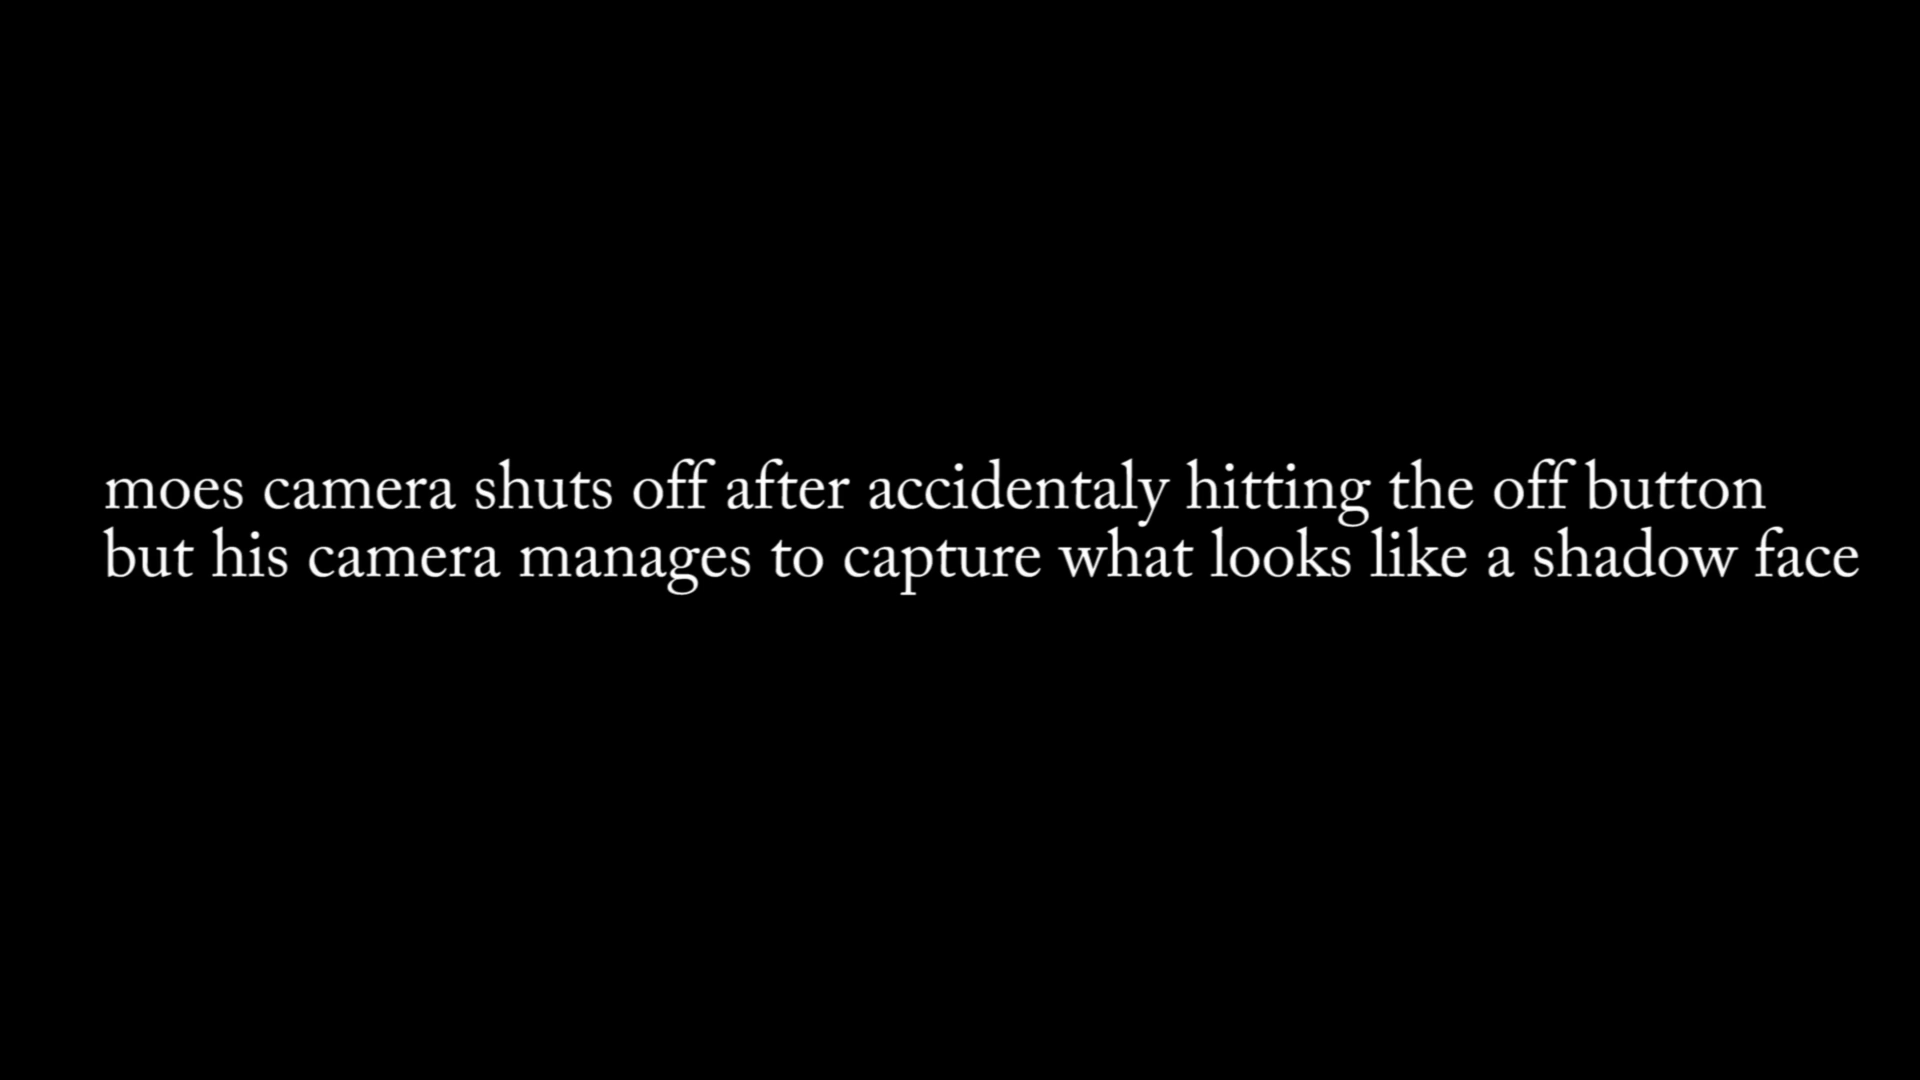 moes camera shuts off after accidentaly hitting the off button
but his camera manages to capture what looks like a shadow face